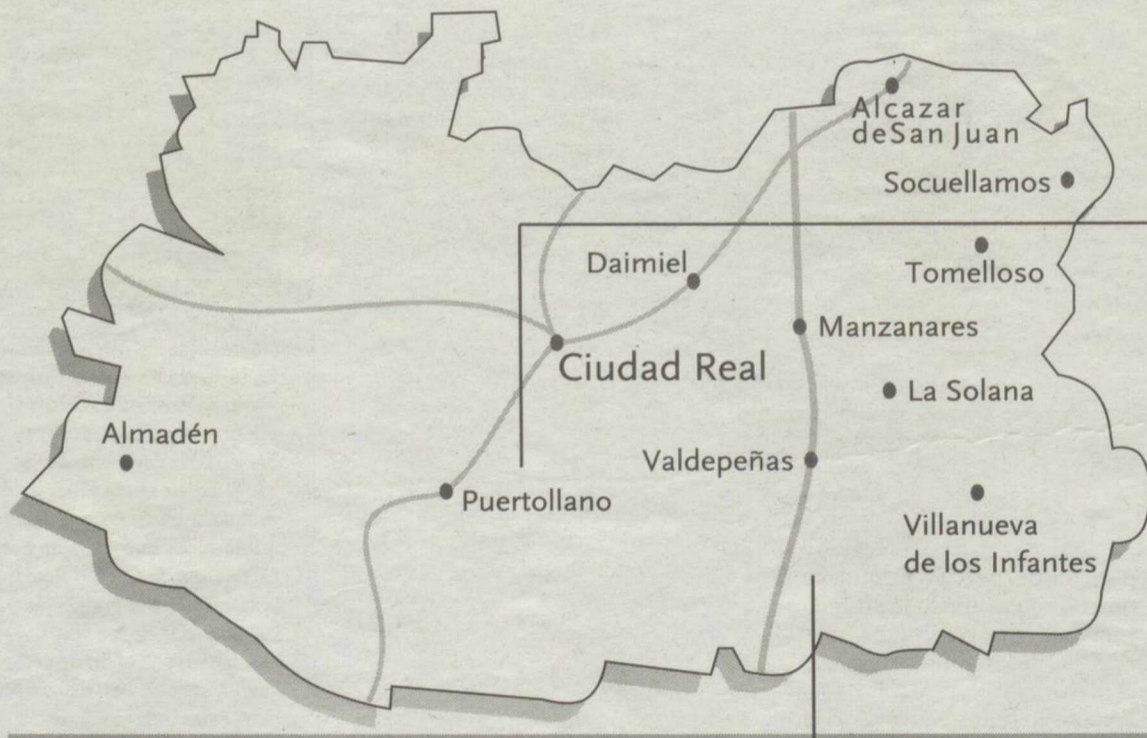 Alcazar
deSan Juan
Socuellamos
Daimiel
Tomelloso
Manzanares
Ciudad Real
La Solana
Almadén
Valdepeñas
Puertollano
Villanueva
de los Infantes